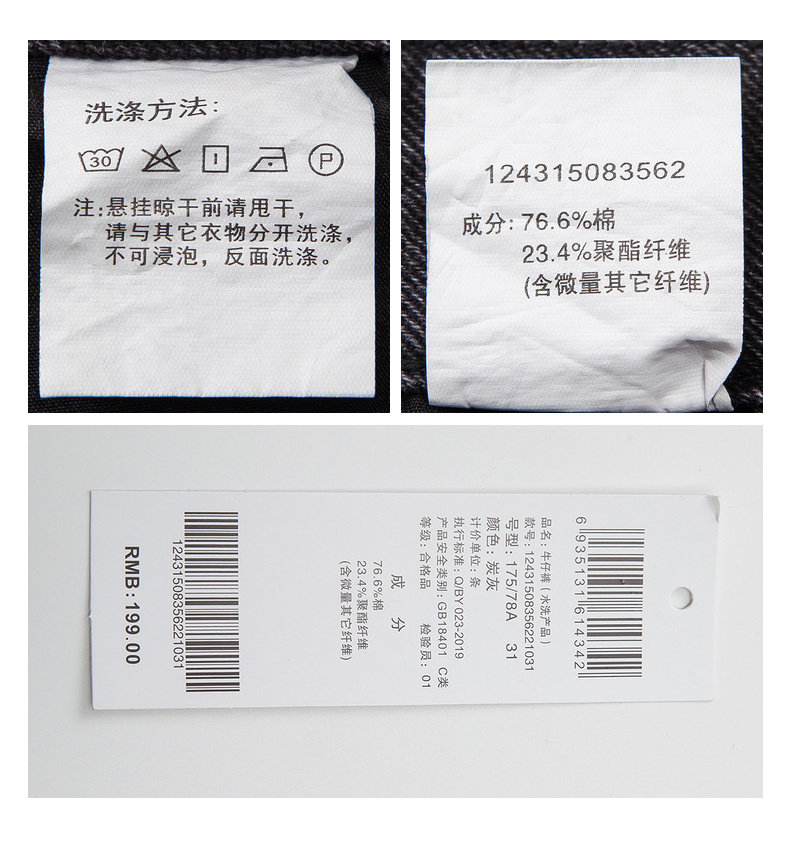 洗涤方法:
30 P
注:悬挂晾干前请甩干，
请与其它衣物分开洗涤，
不可浸泡，反面洗涤。
124315083562
成分: 76.6%棉
23.4%聚酯纤维
(含微量其它纤维)
6935131614342
品名: 牛仔裤 (水洗产品)
款号: 12431508356221031
号型: 175/78A 31
颜色: 炭灰
计价单位: 条
执行标准: Q/BY 023-2019
产品安全类别: GB18401 C类
等级: 合格品 检验员: 01
成 分
76.6%棉
23.4%聚酯纤维
(含微量其它纤维)
12431508356221031
RMB: 199.00